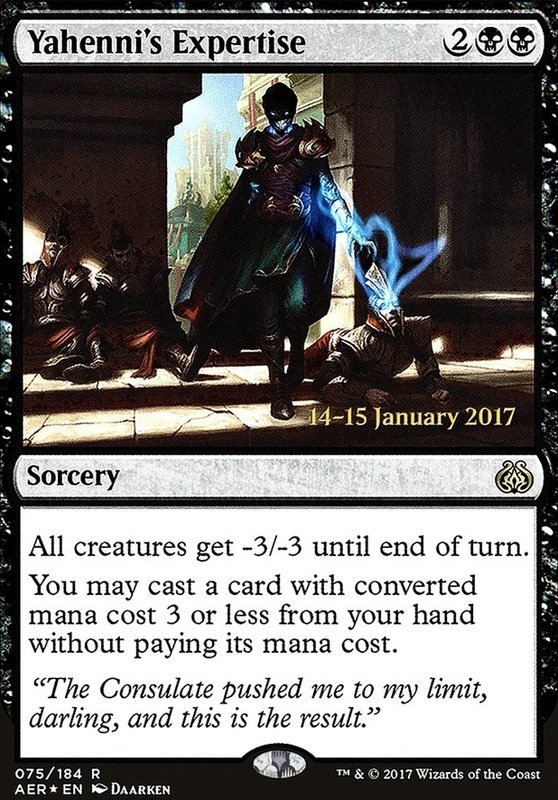 Yahenni's Expertise 2
14-15 January 2017
Sorcery
All creatures get -3/-3 until end of turn.
You may cast a card with converted
mana cost 3 or less from your hand
without paying its mana cost.
“The Consulate pushed me to my limit,
darling, and this is the result.”
075/184 R
AER★EN Daarken
™ & © 2017 Wizards of the Coast